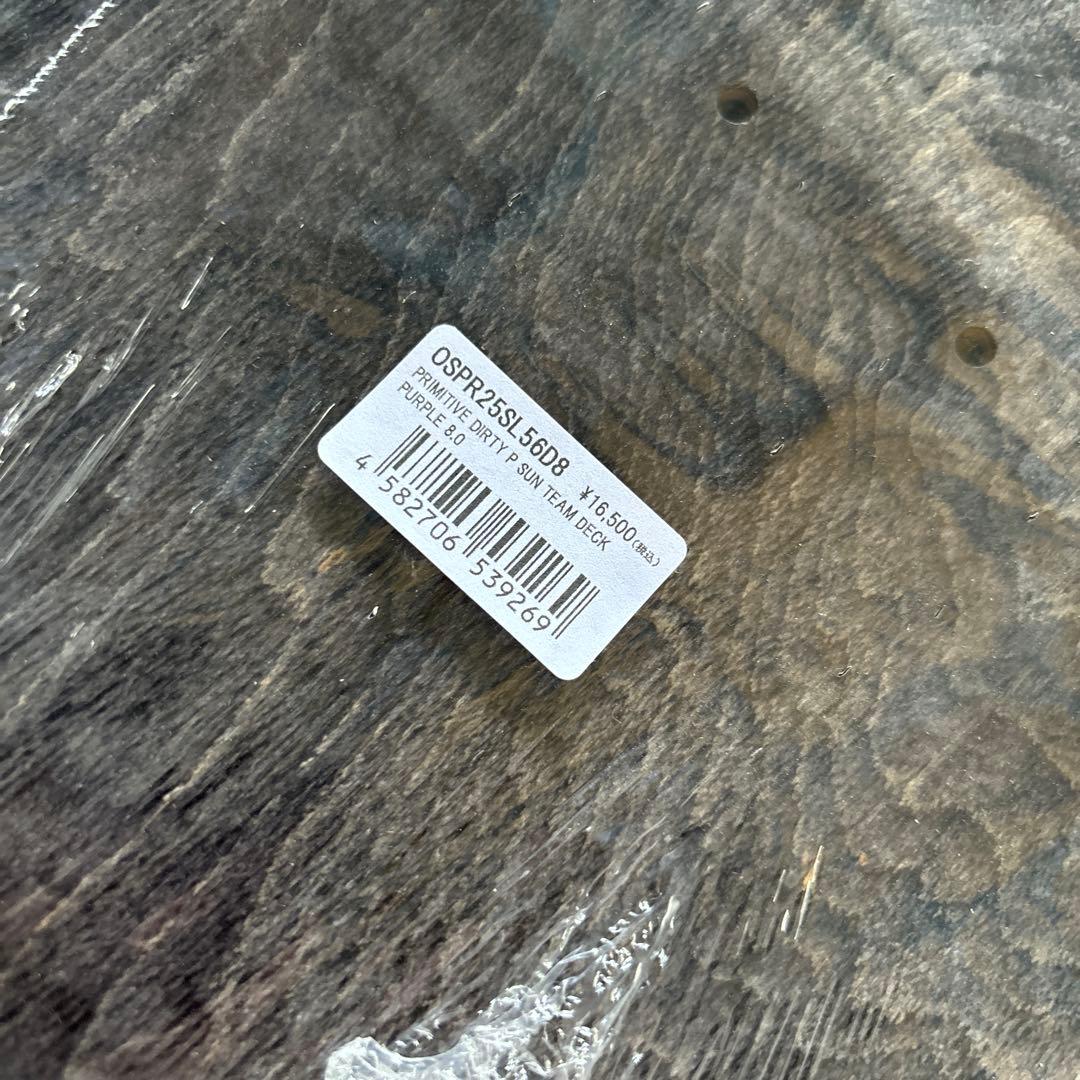 OSPR25SL56D8 ¥16,500(税込)
PRIMITIVE DIRTY P SUN TEAM DECK
PURPLE 8.0
4 582706 539269